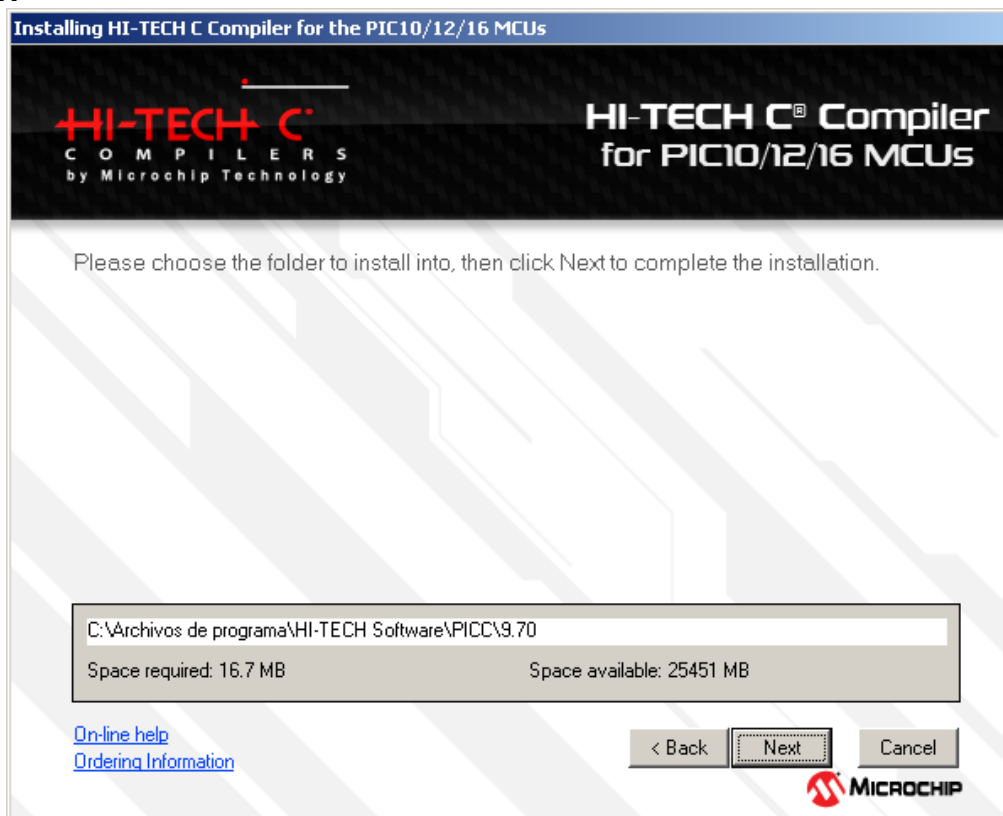 Installing HI-TECH C Compiler for the PIC10/12/16 MCUs
HI-TECH C®
COMPILERS
by Microchip Technology
HI-TECH C® Compiler
for PIC10/12/16 MCUs
Please choose the folder to install into, then click Next to complete the installation.
C:\Archivos de programa\HI-TECH Software\PICC\9.70
Space required: 16.7 MB Space available: 25451 MB
On-line help
Ordering Information
< Back Next Cancel
MICROCHIP